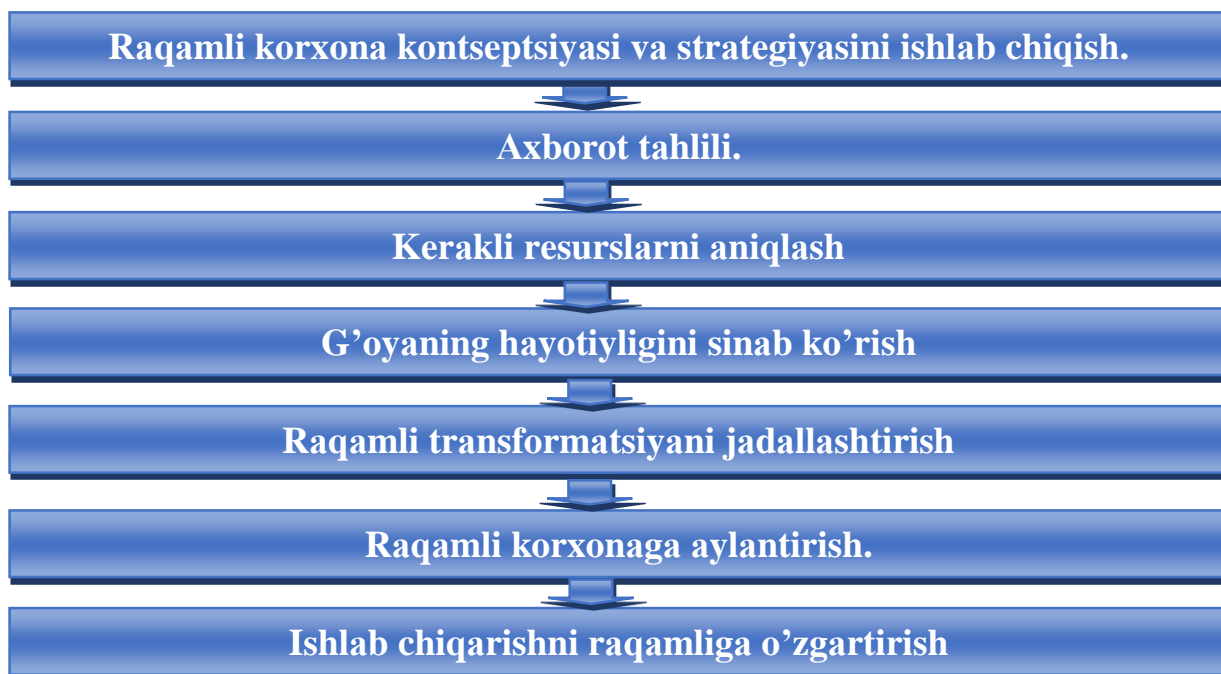 Raqamli korxona kontseptsiyasi va strategiyasini ishlab chiqish.
Axborot tahlili.
Kerakli resurslarni aniqlash
G’oyaning hayotiyligini sinab ko’rish
Raqamli transformatsiyani jadallashtirish
Raqamli korxonaga aylantirish.
Ishlab chiqarishni raqamliga o’zgartirish